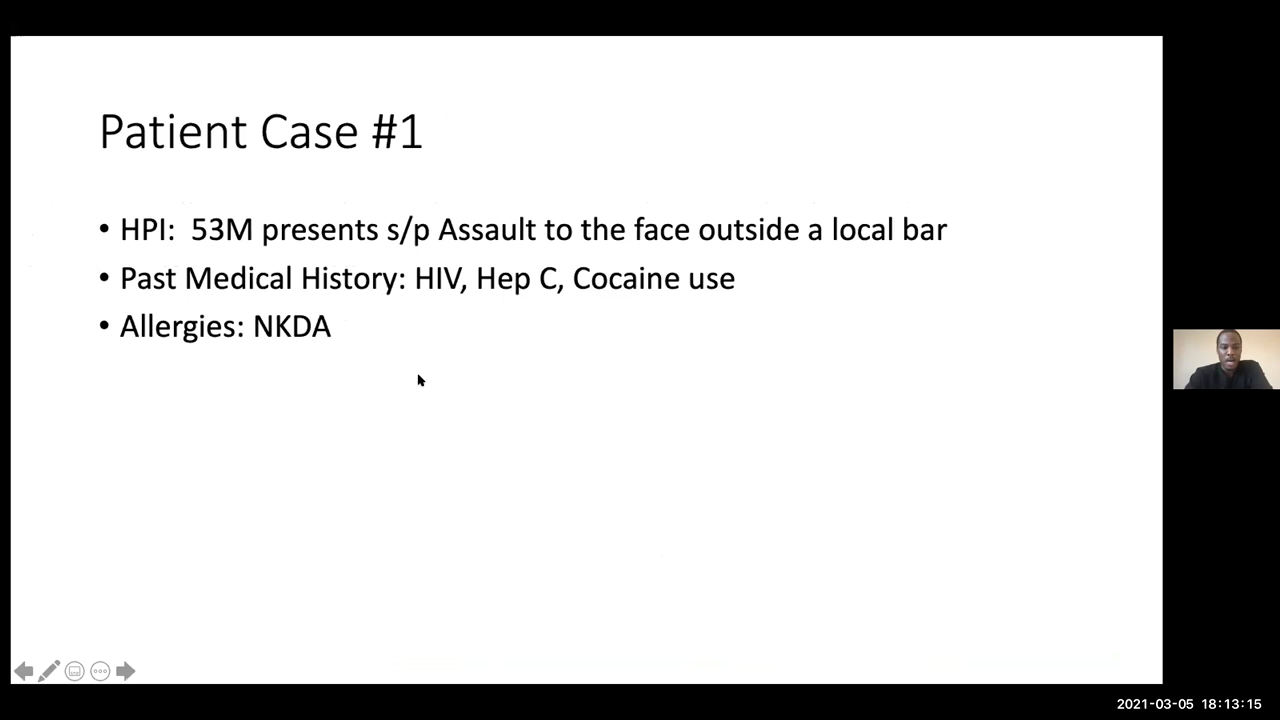 Patient Case #1
• HPI:  53M presents s/p Assault to the face outside a local bar
• Past Medical History: HIV, Hep C, Cocaine use
• Allergies: NKDA
2021-03-05 18:13:15